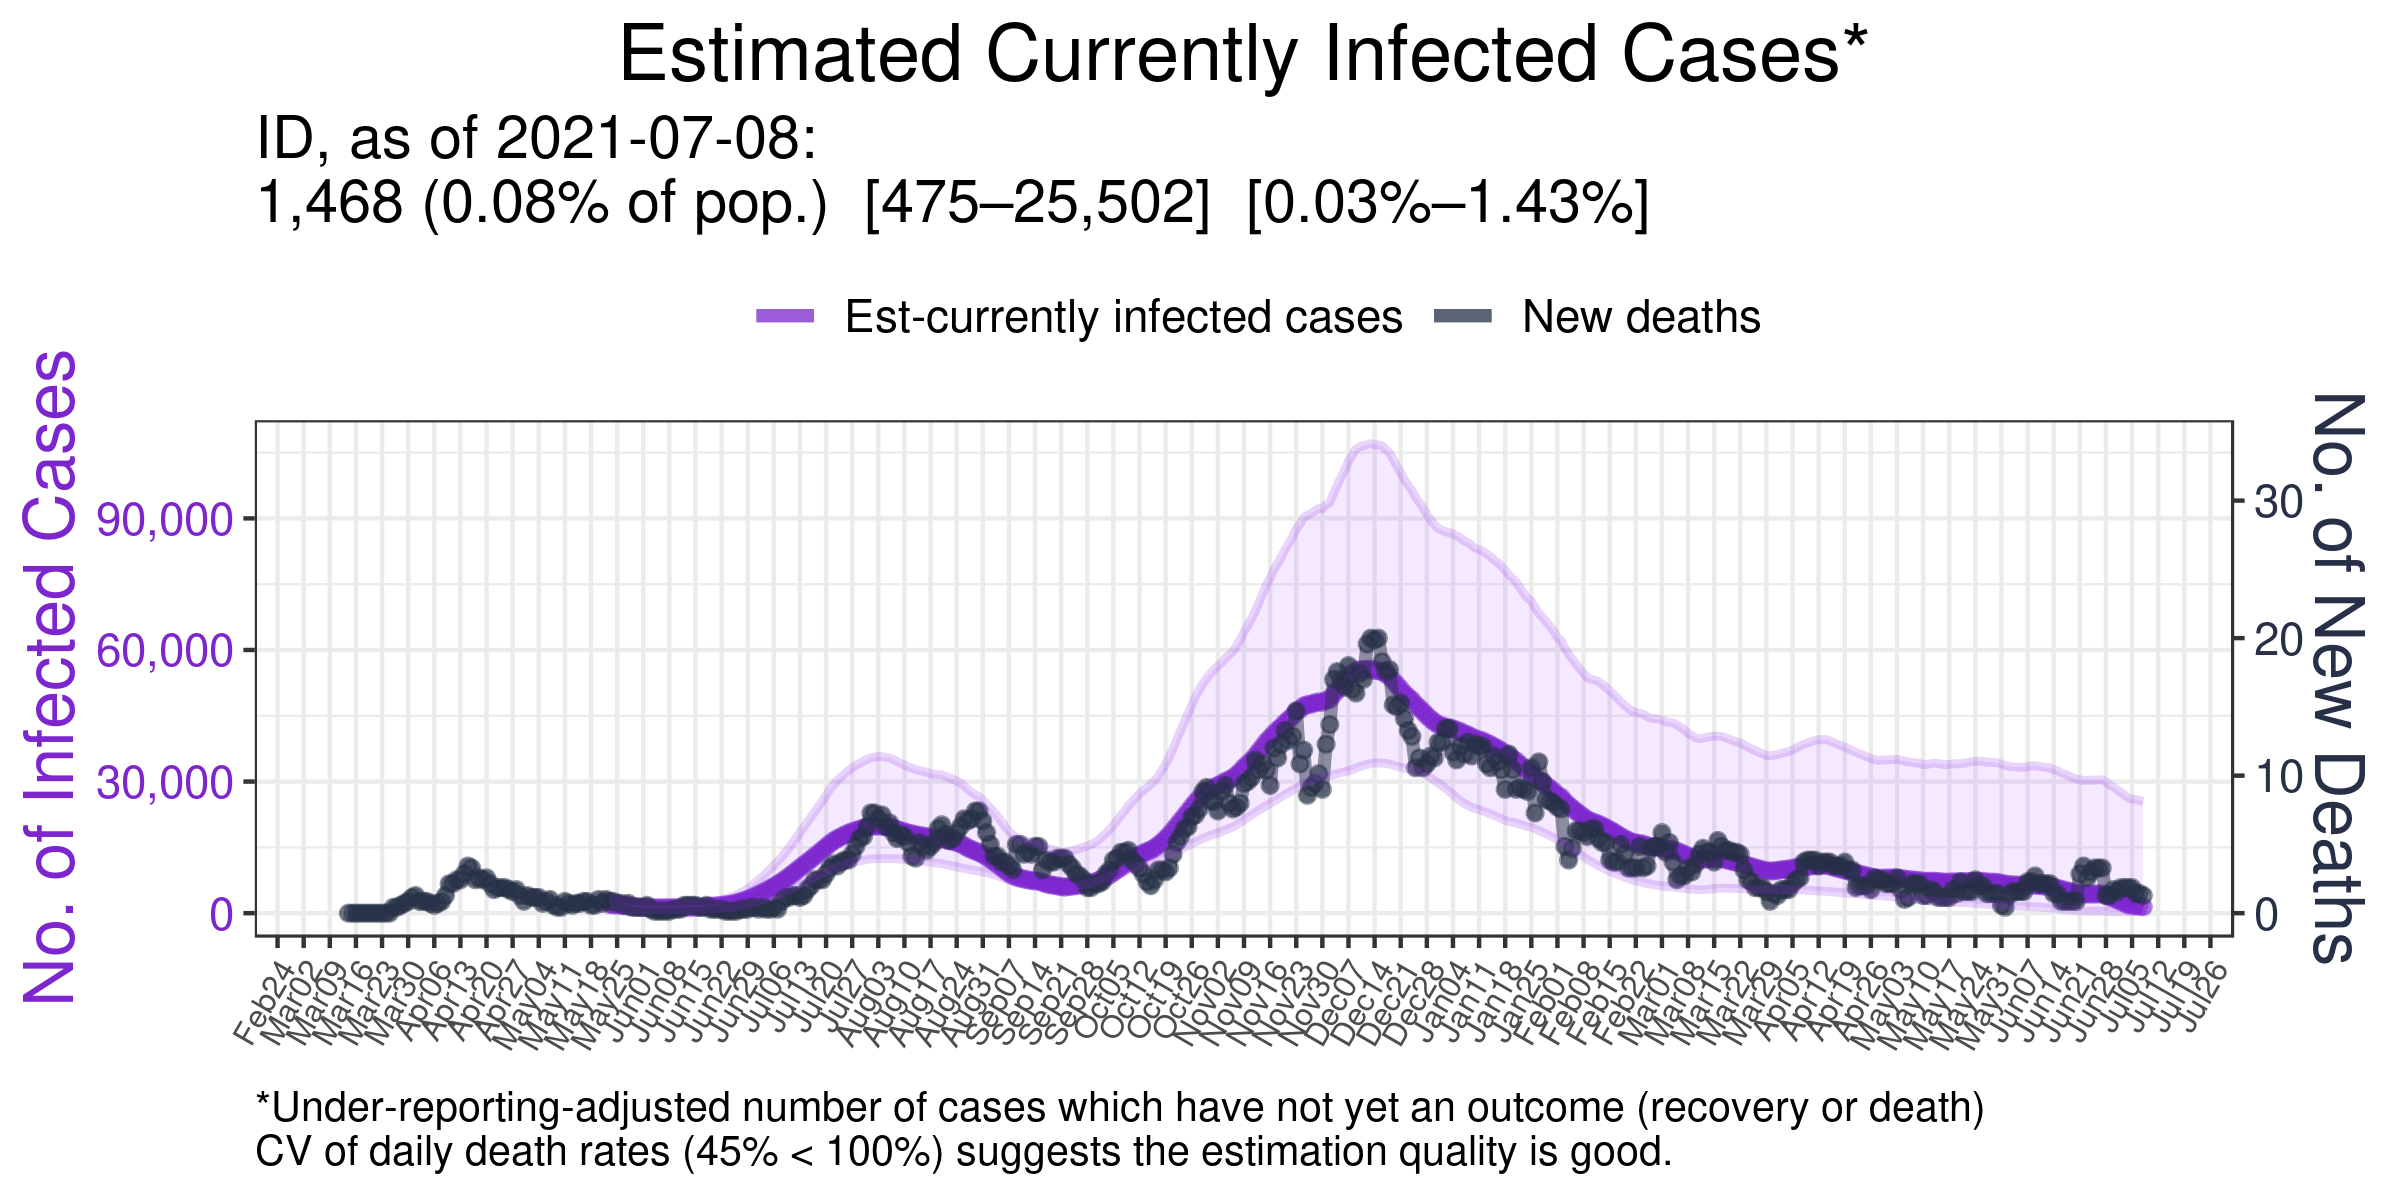 Estimated Currently Infected Cases*
ID, as of 2021-07-08:
1,468 (0.08% of pop.) [475–25,502] [0.03%–1.43%]
Est-currently infected cases
New deaths
No. of Infected Cases
90,000
60,000
30,000
0
30
20
10
0
No. of New Deaths
Feb24
Mar02
Mar09
Mar16
Mar23
Mar30
Apr06
Apr13
Apr20
Apr27
May04
May11
May18
May25
Jun01
Jun08
Jun15
Jun22
Jun29
Jul06
Jul13
Jul20
Jul27
Aug03
Aug10
Aug17
Aug24
Aug31
Sep07
Sep14
Sep21
Sep28
Oct05
Oct12
Oct19
Oct26
Nov02
Nov09
Nov16
Nov23
Nov30
Dec07
Dec14
Dec21
Dec28
Jan04
Jan11
Jan18
Jan25
Feb01
Feb08
Feb15
Feb22
Mar01
Mar08
Mar15
Mar22
Mar29
Apr05
Apr12
Apr19
Apr26
May03
May10
May17
May24
May31
Jun07
Jun14
Jun21
Jun28
Jul05
Jul12
Jul19
Jul26
*Under-reporting-adjusted number of cases which have not yet an outcome (recovery or death)
CV of daily death rates (45% < 100%) suggests the estimation quality is good.